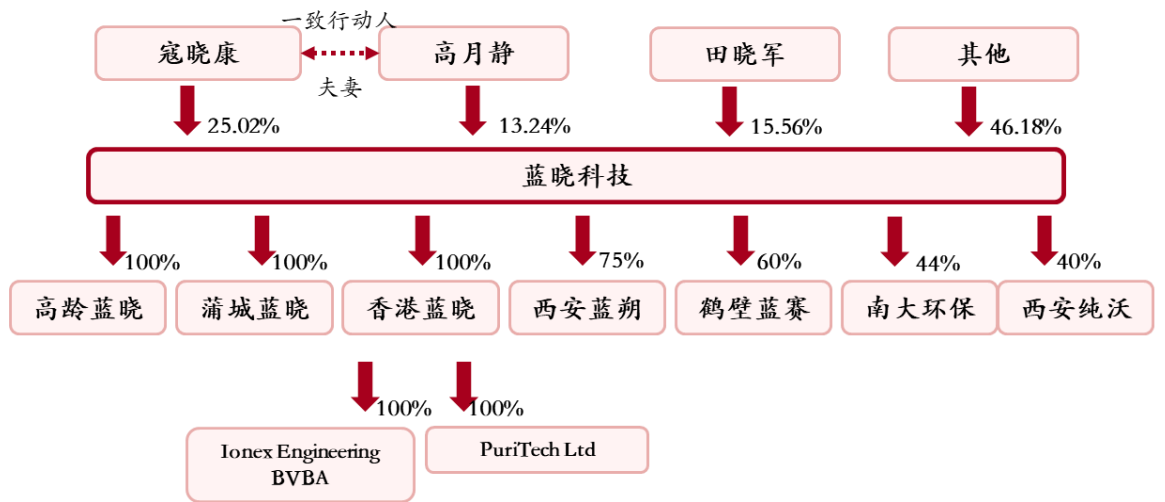 一致行动人
寇晓康
高月静
田晓军
其他
夫妻
25.02%
13.24%
15.56%
46.18%
蓝晓科技
100%
100%
100%
75%
60%
44%
40%
高龄蓝晓
蒲城蓝晓
香港蓝晓
西安蓝朔
鹤壁蓝赛
南大环保
西安纯沃
100%
100%
Ionex Engineering
BVBA
PuriTech Ltd